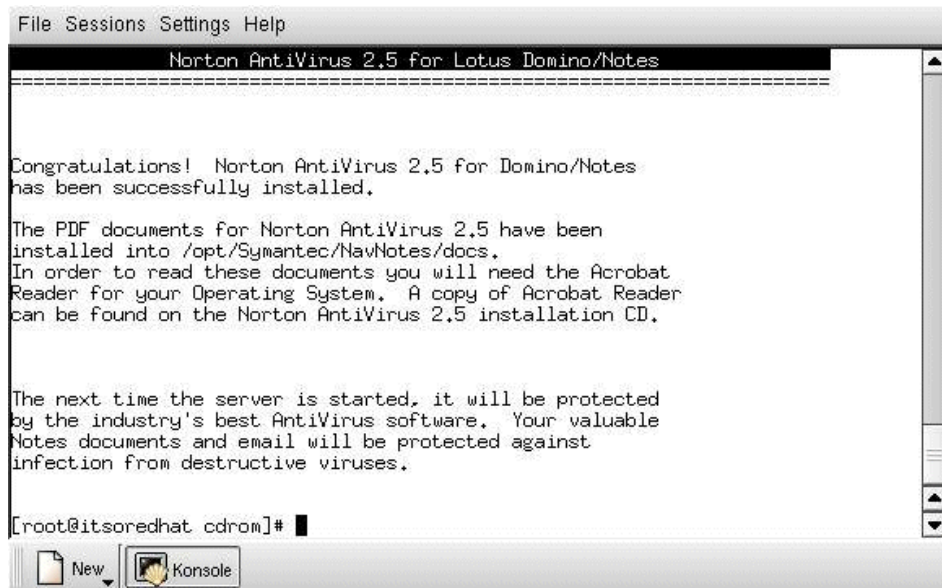 File Sessions Settings Help
Norton AntiVirus 2.5 for Lotus Domino/Notes
==============================================================================
Congratulations!  Norton AntiVirus 2.5 for Domino/Notes
has been successfully installed.
The PDF documents for Norton AntiVirus 2.5 have been
installed into /opt/Symantec/NavNotes/docs.
In order to read these documents you will need the Acrobat
Reader for your Operating System.  A copy of Acrobat Reader
can be found on the Norton AntiVirus 2.5 installation CD.
The next time the server is started, it will be protected
by the industry's best AntiVirus software.  Your valuable
Notes documents and email will be protected against
infection from destructive viruses.
[root@itsoredhat cdrom]#
New Konsole